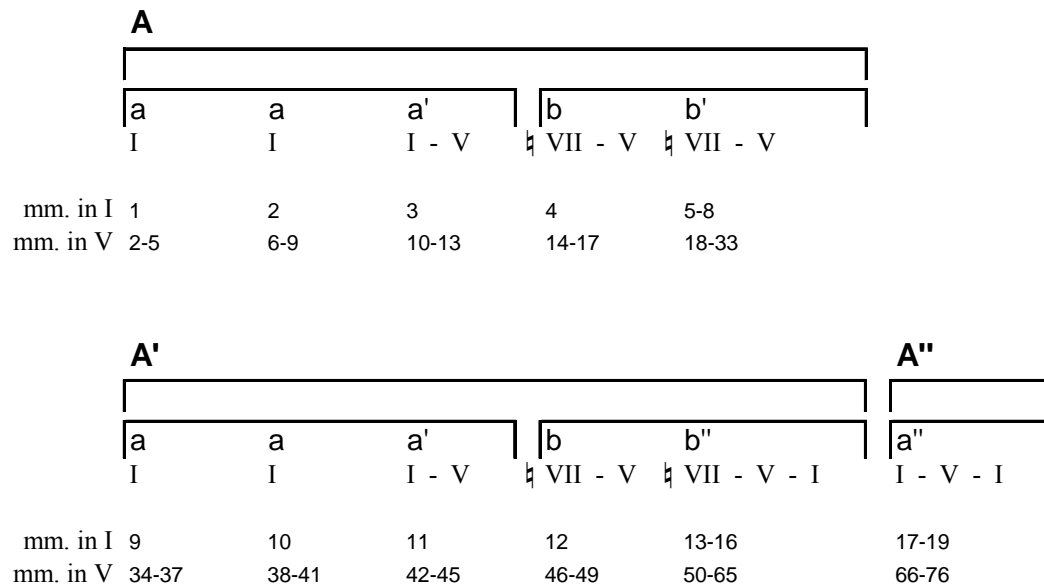 A
a a a' b b'
I I I - V ♮ VII - V ♮ VII - V
mm. in I 1 2 3 4 5-8
mm. in V 2-5 6-9 10-13 14-17 18-33
A' A"
a a a' b b" a"
I I I - V ♮ VII - V ♮ VII - V - I I - V - I
mm. in I 9 10 11 12 13-16 17-19
mm. in V 34-37 38-41 42-45 46-49 50-65 66-76